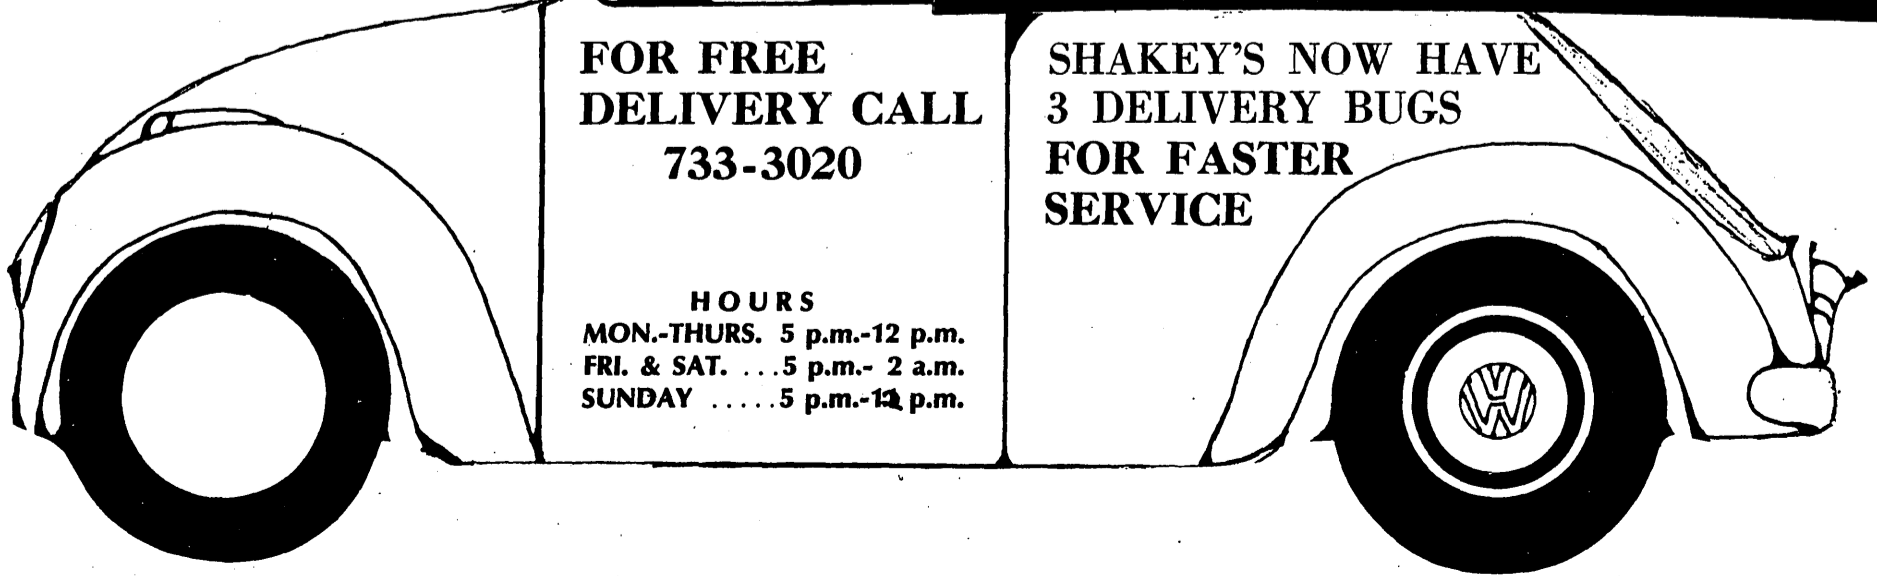 FOR FREE
DELIVERY CALL
733-3020
HOURS
MON.-THURS. 5 p.m.-12 p.m.
FRI. & SAT. ...5 p.m.- 2 a.m.
SUNDAY .....5 p.m.- p.m.
SHAKEY'S NOW HAVE
3 DELIVERY BUGS
FOR FASTER
SERVICE
VW